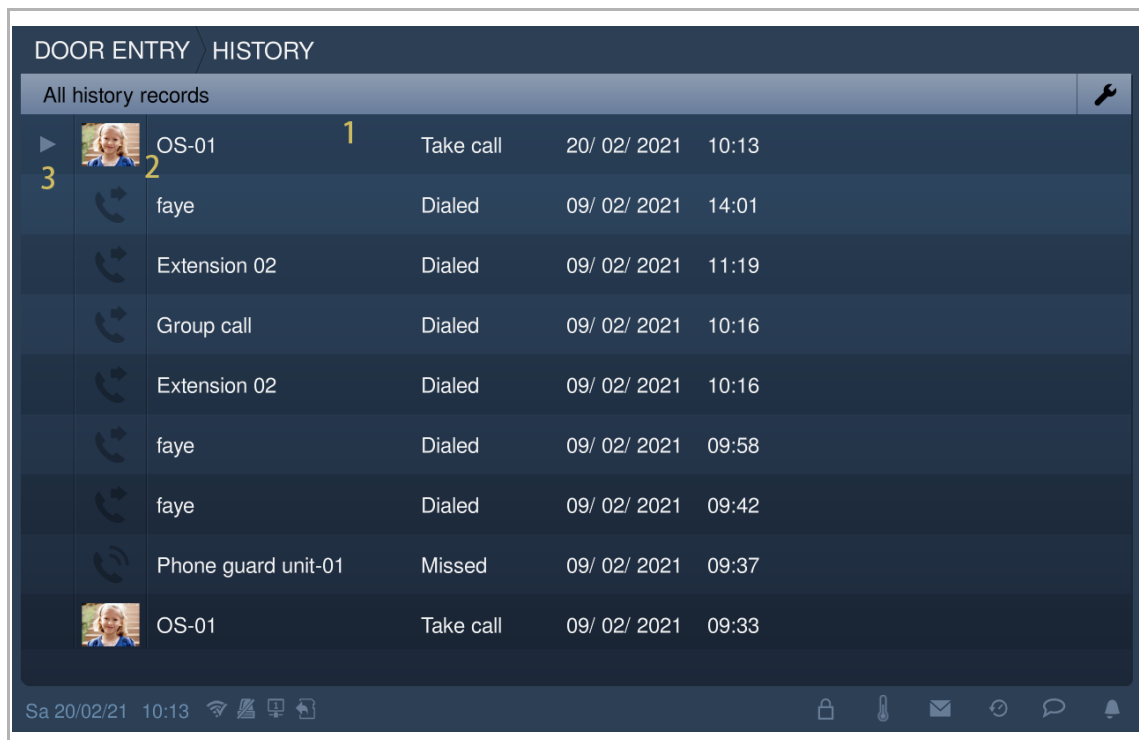 DOOR ENTRY HISTORY
All history records
OS-01 1 Take call 20/ 02/ 2021 10:13
3 2
faye Dialed 09/ 02/ 2021 14:01
Extension 02 Dialed 09/ 02/ 2021 11:19
Group call Dialed 09/ 02/ 2021 10:16
Extension 02 Dialed 09/ 02/ 2021 10:16
faye Dialed 09/ 02/ 2021 09:58
faye Dialed 09/ 02/ 2021 09:42
Phone guard unit-01 Missed 09/ 02/ 2021 09:37
OS-01 Take call 09/ 02/ 2021 09:33
Sa 20/02/21 10:13 1